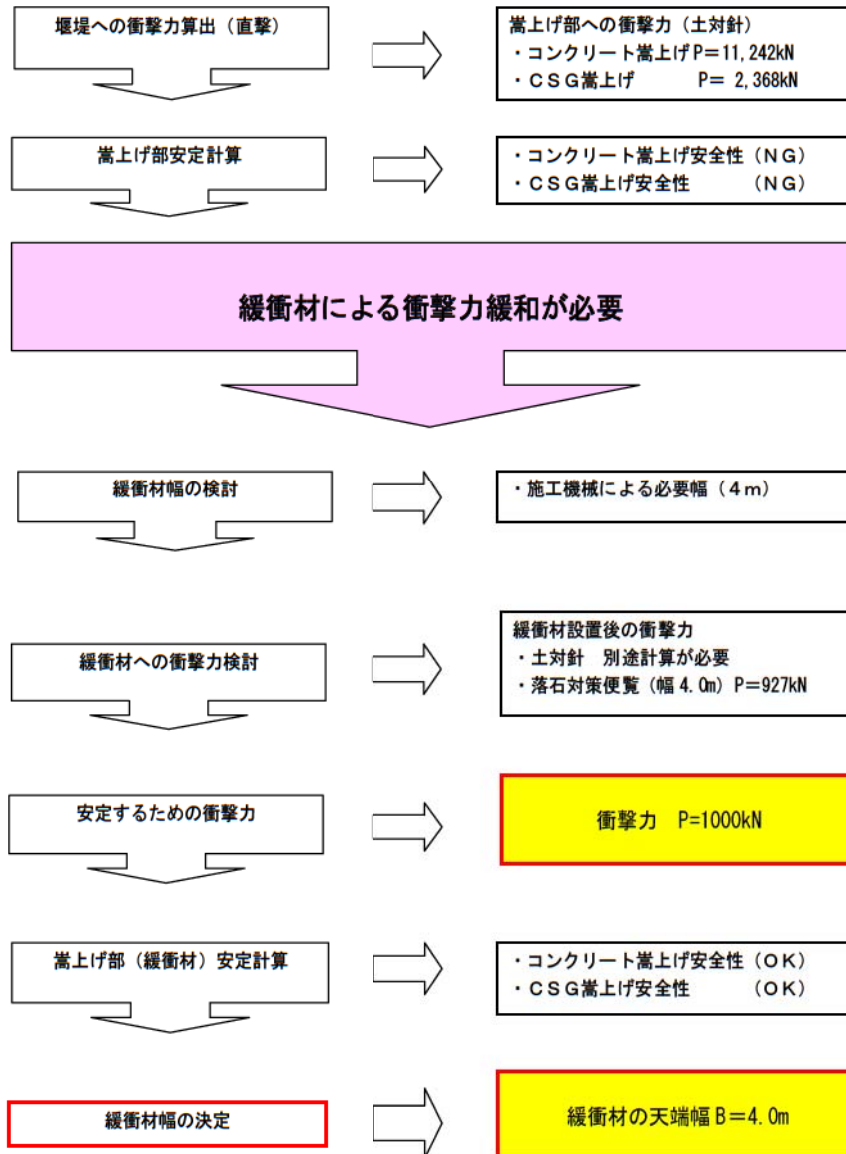 堰堤への衝撃力算出（直撃）
嵩上げ部への衝撃力（土対針）
・コンクリート嵩上げP＝11,242kN
・ＣＳＧ嵩上げ　　　P＝ 2,368kN
嵩上げ部安定計算
・コンクリート嵩上げ安全性（ＮＧ）
・ＣＳＧ嵩上げ安全性　　　（ＮＧ）
緩衝材による衝撃力緩和が必要
緩衝材幅の検討
・施工機械による必要幅（４ｍ）
緩衝材への衝撃力検討
緩衝材設置後の衝撃力
・土対針　別途計算が必要
・落石対策便覧（幅 4.0m）P＝927kN
安定するための衝撃力
衝撃力　P=1000kN
嵩上げ部（緩衝材）安定計算
・コンクリート嵩上げ安全性（ＯＫ）
・ＣＳＧ嵩上げ安全性　　　（ＯＫ）
緩衝材幅の決定
緩衝材の天端幅Ｂ＝4.0m